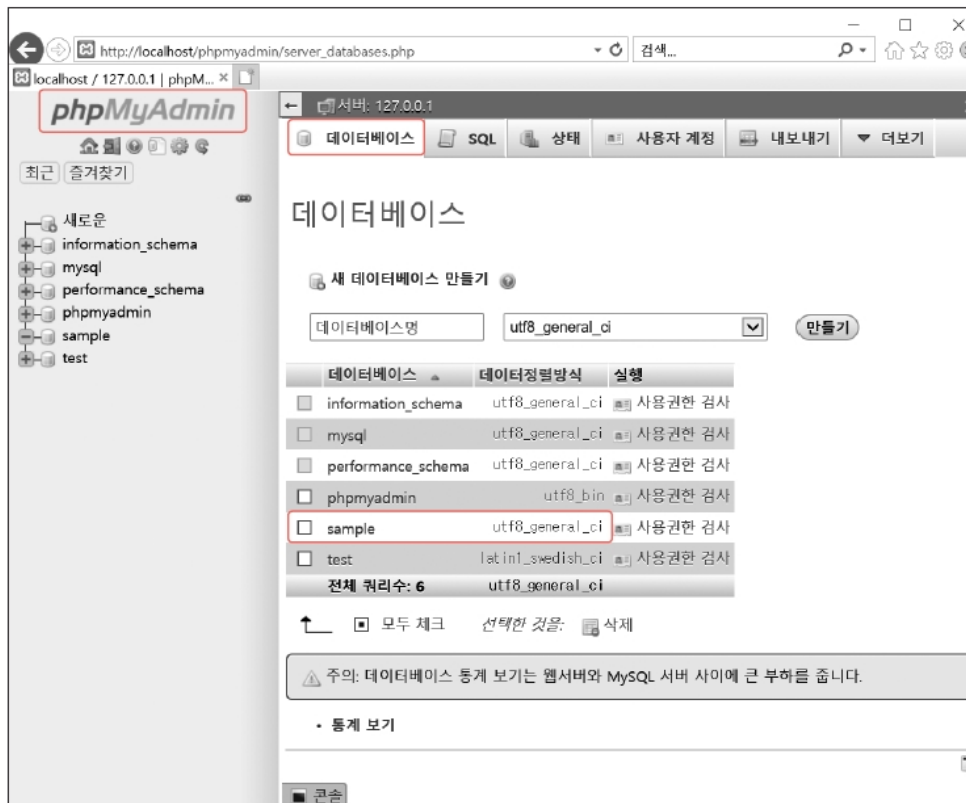 http://localhost/phpmyadmin/server_databases.php
검색...
localhost / 127.0.0.1 | phpM...
phpMyAdmin
최근 즐겨찾기
새로운
information_schema
mysql
performance_schema
phpmyadmin
sample
test
서버: 127.0.0.1
데이터베이스 SQL 상태 사용자 계정 내보내기 더보기
데이터베이스
새 데이터베이스 만들기
데이터베이스명 utf8_general_ci 만들기
데이터베이스 데이터정렬방식 실행
information_schema utf8_general_ci 사용권한 검사
mysql utf8_general_ci 사용권한 검사
performance_schema utf8_general_ci 사용권한 검사
phpmyadmin utf8_bin 사용권한 검사
sample utf8_general_ci 사용권한 검사
test latin1_swedish_ci 사용권한 검사
전체 쿼리수: 6 utf8_general_ci
모두 체크 선택한 것을: 삭제
주의: 데이터베이스 통계 보기는 웹서버와 MySQL 서버 사이에 큰 부하를 줍니다.
• 통계 보기
콘솔